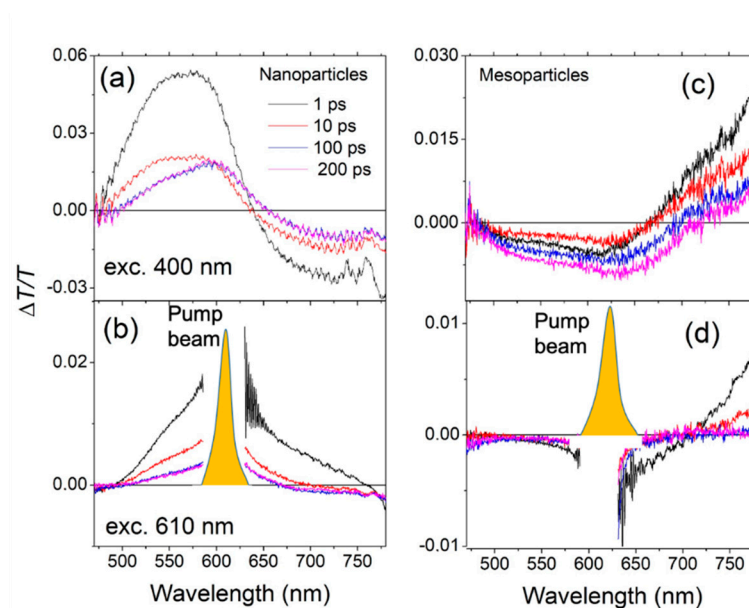 0.06
(a)
Nanoparticles
1 ps
10 ps
100 ps
200 ps
0.03
0.00
-0.03
exc. 400 nm
0.030
Mesoparticles
(c)
0.015
0.000
ΔT/T
(b)
Pump
beam
0.02
0.00
exc. 610 nm
500 550 600 650 700 750
Wavelength (nm)
0.01
Pump
beam
(d)
0.00
-0.01
500 550 600 650 700 750
Wavelength (nm)